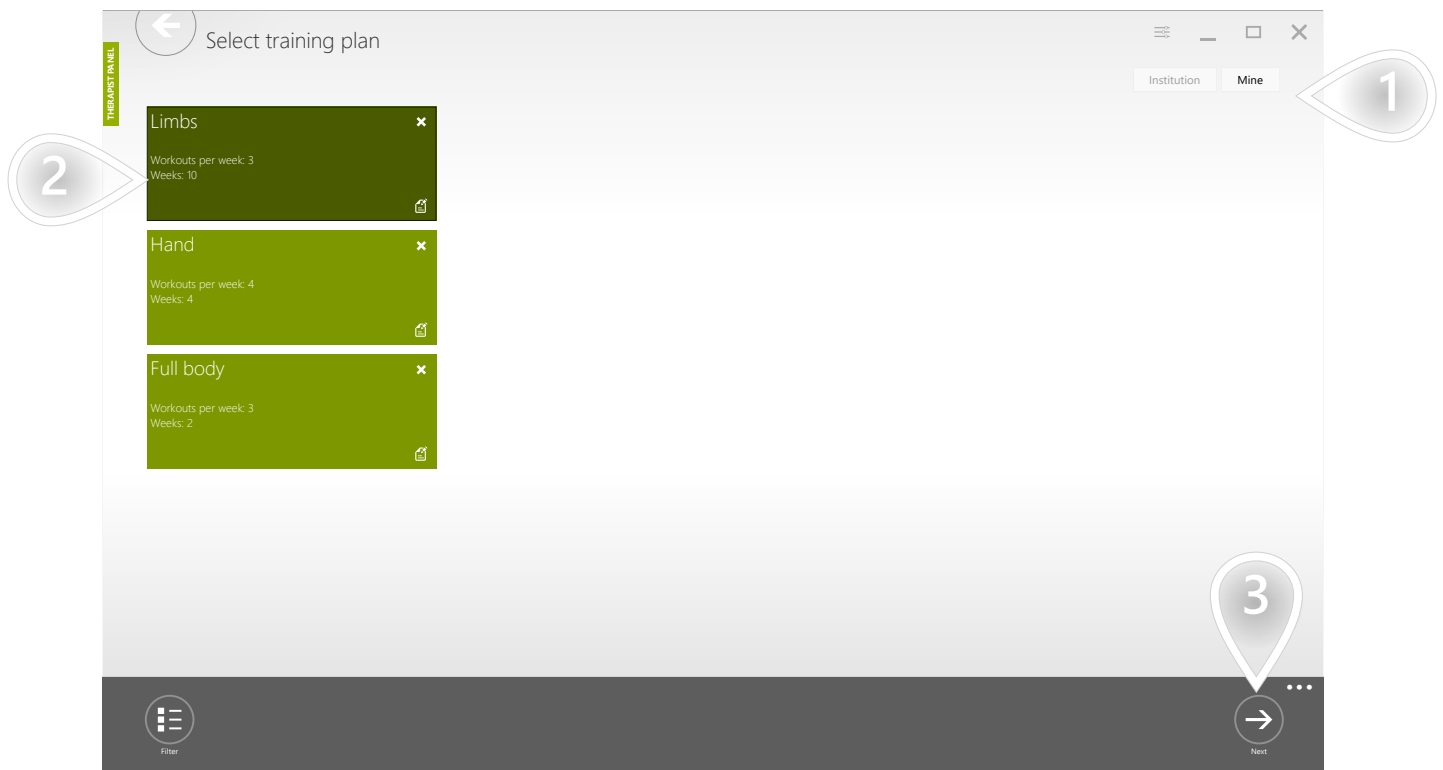 Select training plan
THERAPIST PANEL
Institution
Mine
1
Limbs
Workouts per week: 3
Weeks: 10
2
Hand
Workouts per week: 4
Weeks: 4
Full body
Workouts per week: 3
Weeks: 2
3
Filter
Next